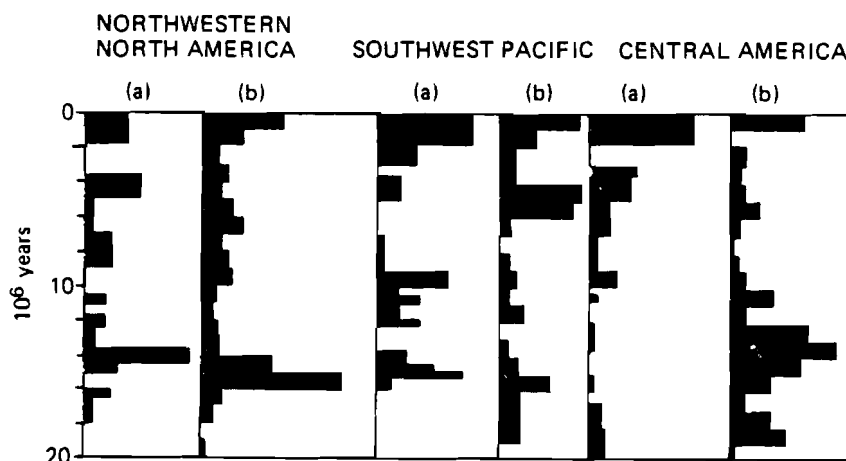 NORTHWESTERN
NORTH AMERICA SOUTHWEST PACIFIC CENTRAL AMERICA
(a) (b) (a) (b) (a) (b)
0
10
20
10⁶ years